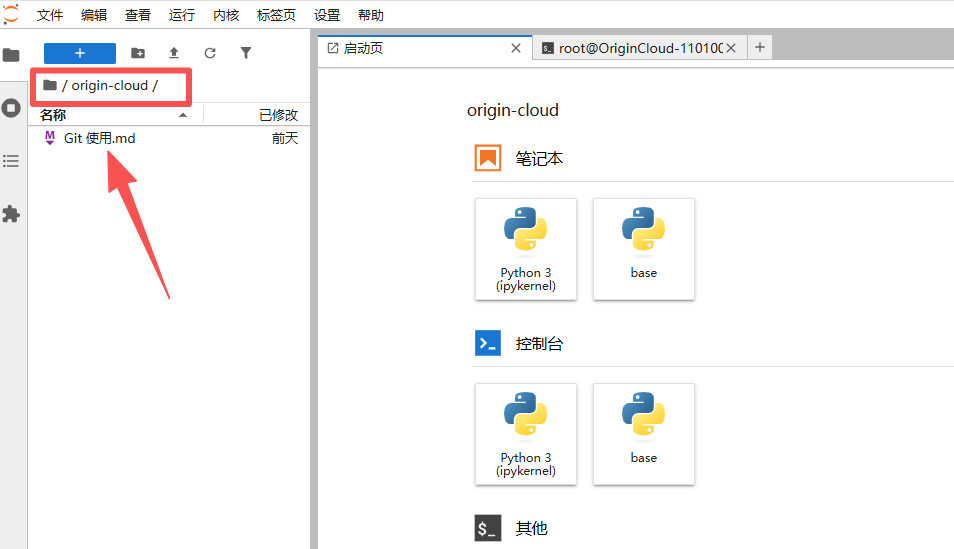 文件 编辑 查看 运行 内核 标签页 设置 帮助
启动页
root@OriginCloud-11010
/ origin-cloud /
名称 已修改
M Git 使用.md 前天
origin-cloud
笔记本
Python 3
(ipykernel)
base
>_ 控制台
Python 3
(ipykernel)
base
$_ 其他